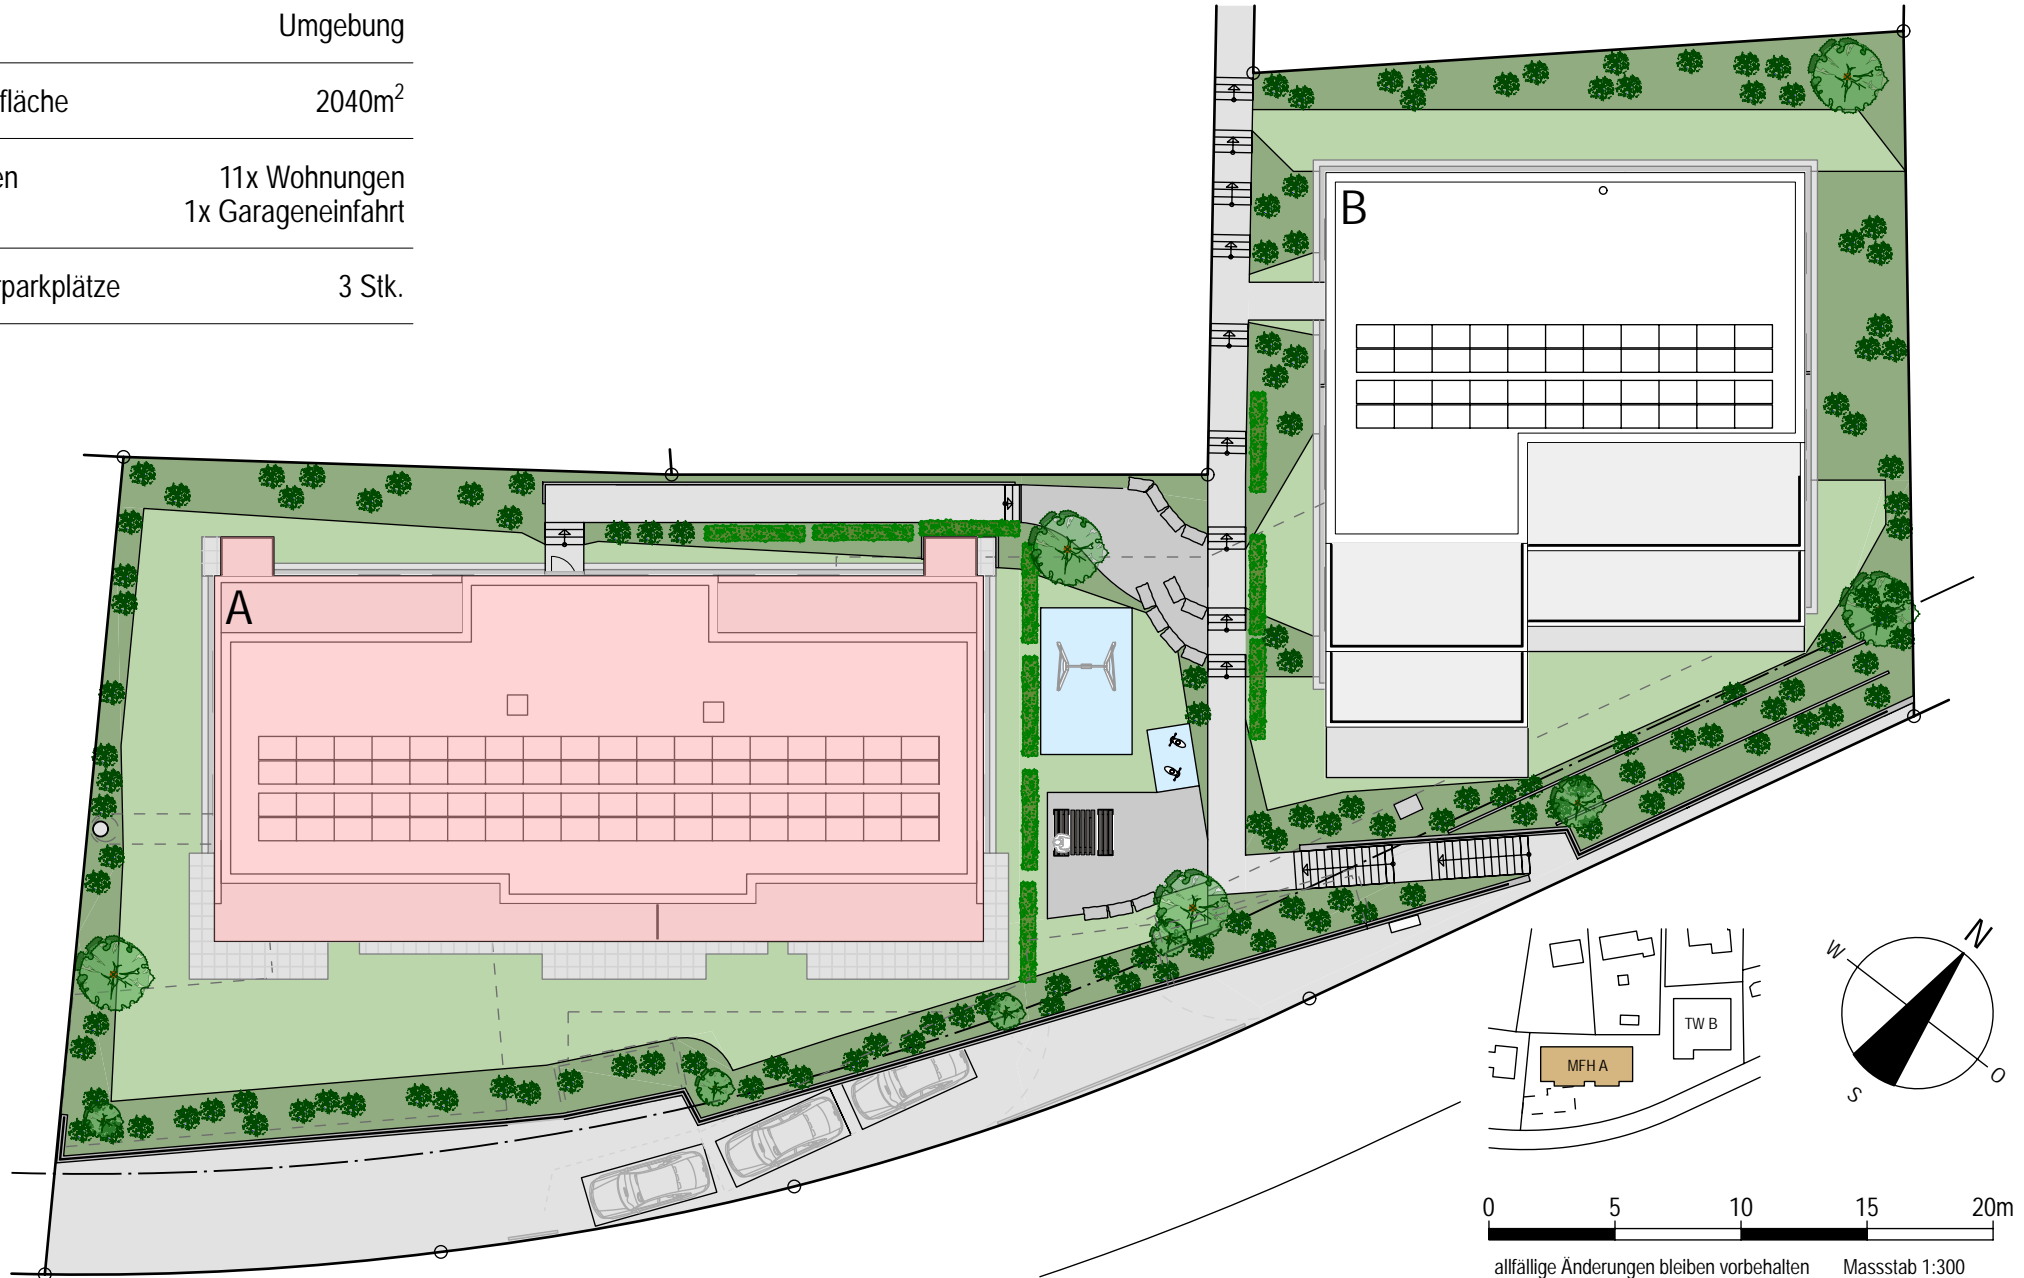 Umgebung
fläche 2040m²
en 11x Wohnungen
1x Garageneinfahrt
rparkplätze 3 Stk.
A
B
TW B
MFH A
N
W
O
S
0 5 10 15 20m
allfällige Änderungen bleiben vorbehalten Massstab 1:300